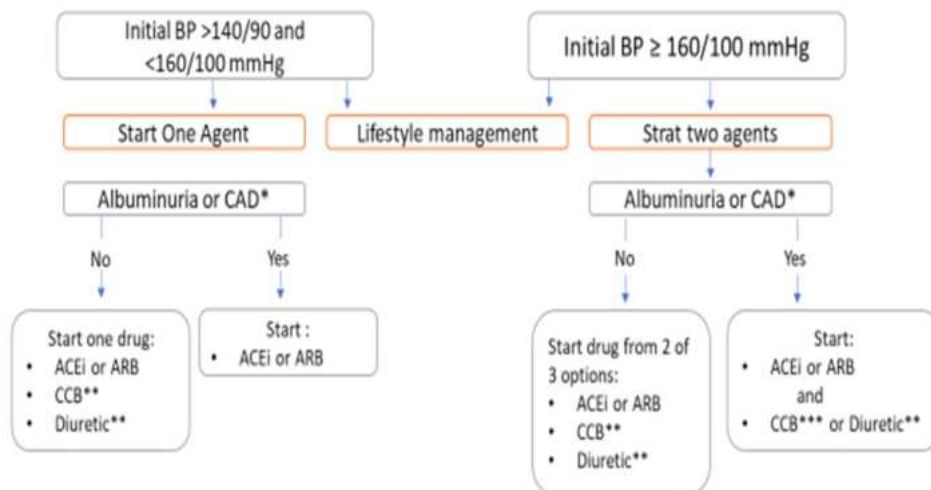 Initial BP >140/90 and
<160/100 mmHg
Initial BP ≥ 160/100 mmHg
Start One Agent
Lifestyle management
Strat two agents
Albuminuria or CAD*
Albuminuria or CAD*
No
Yes
No
Yes
Start one drug:
• ACEi or ARB
• CCB**
• Diuretic**
Start :
• ACEi or ARB
Start drug from 2 of
3 options:
• ACEi or ARB
• CCB**
• Diuretic**
Start:
• ACEi or ARB
and
• CCB*** or Diuretic**